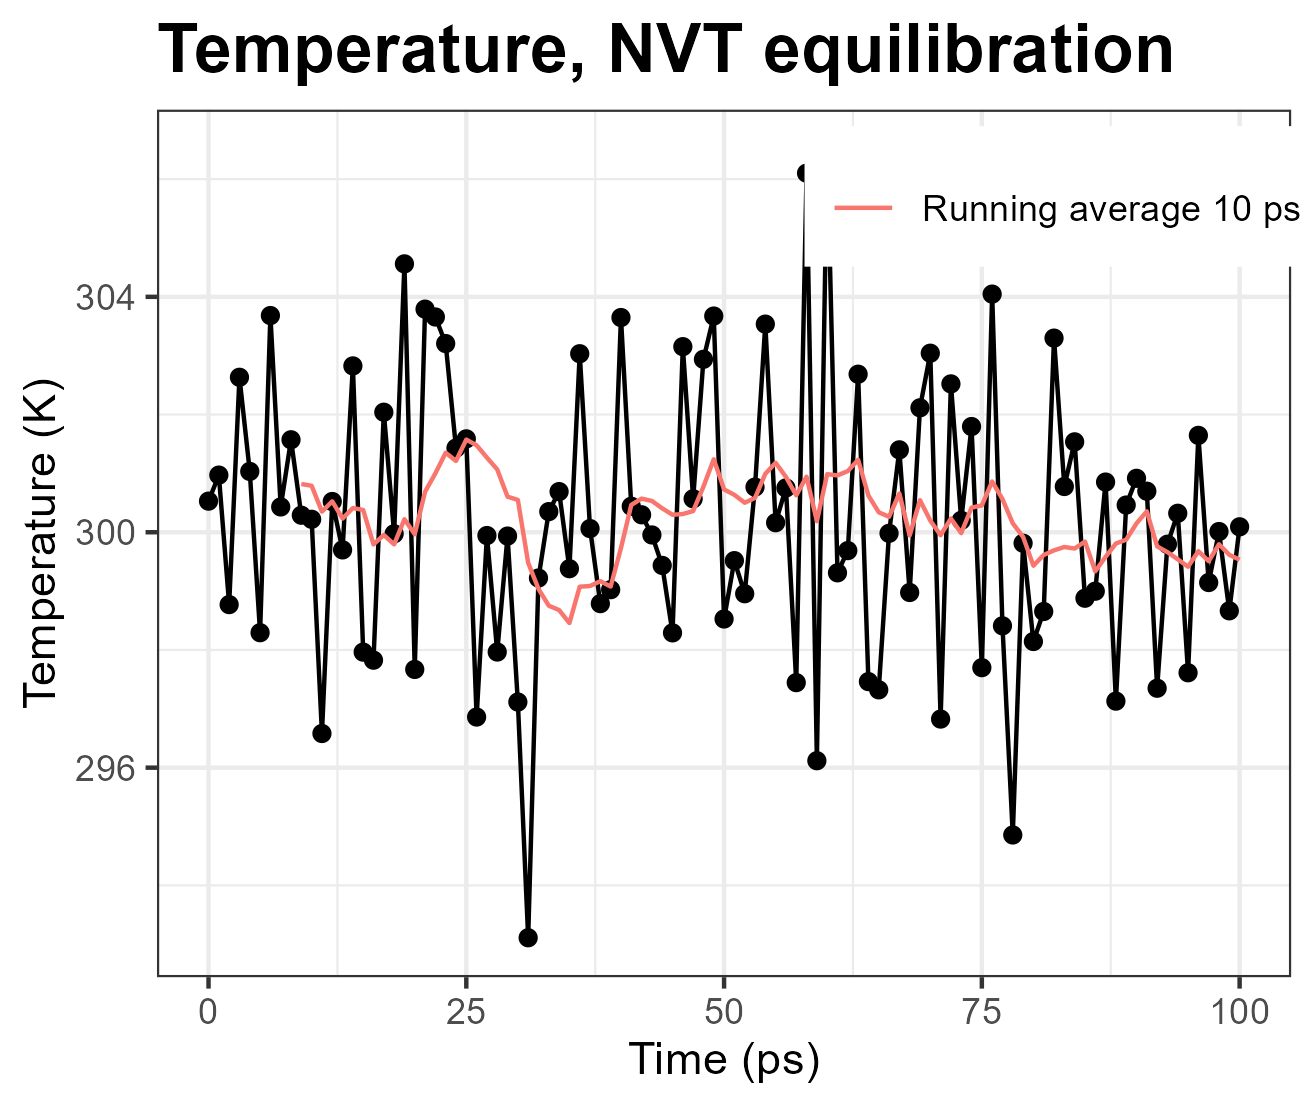 Temperature, NVT equilibration
Running average 10 ps
304
300
296
Temperature (K)
0 25 50 75 100
Time (ps)